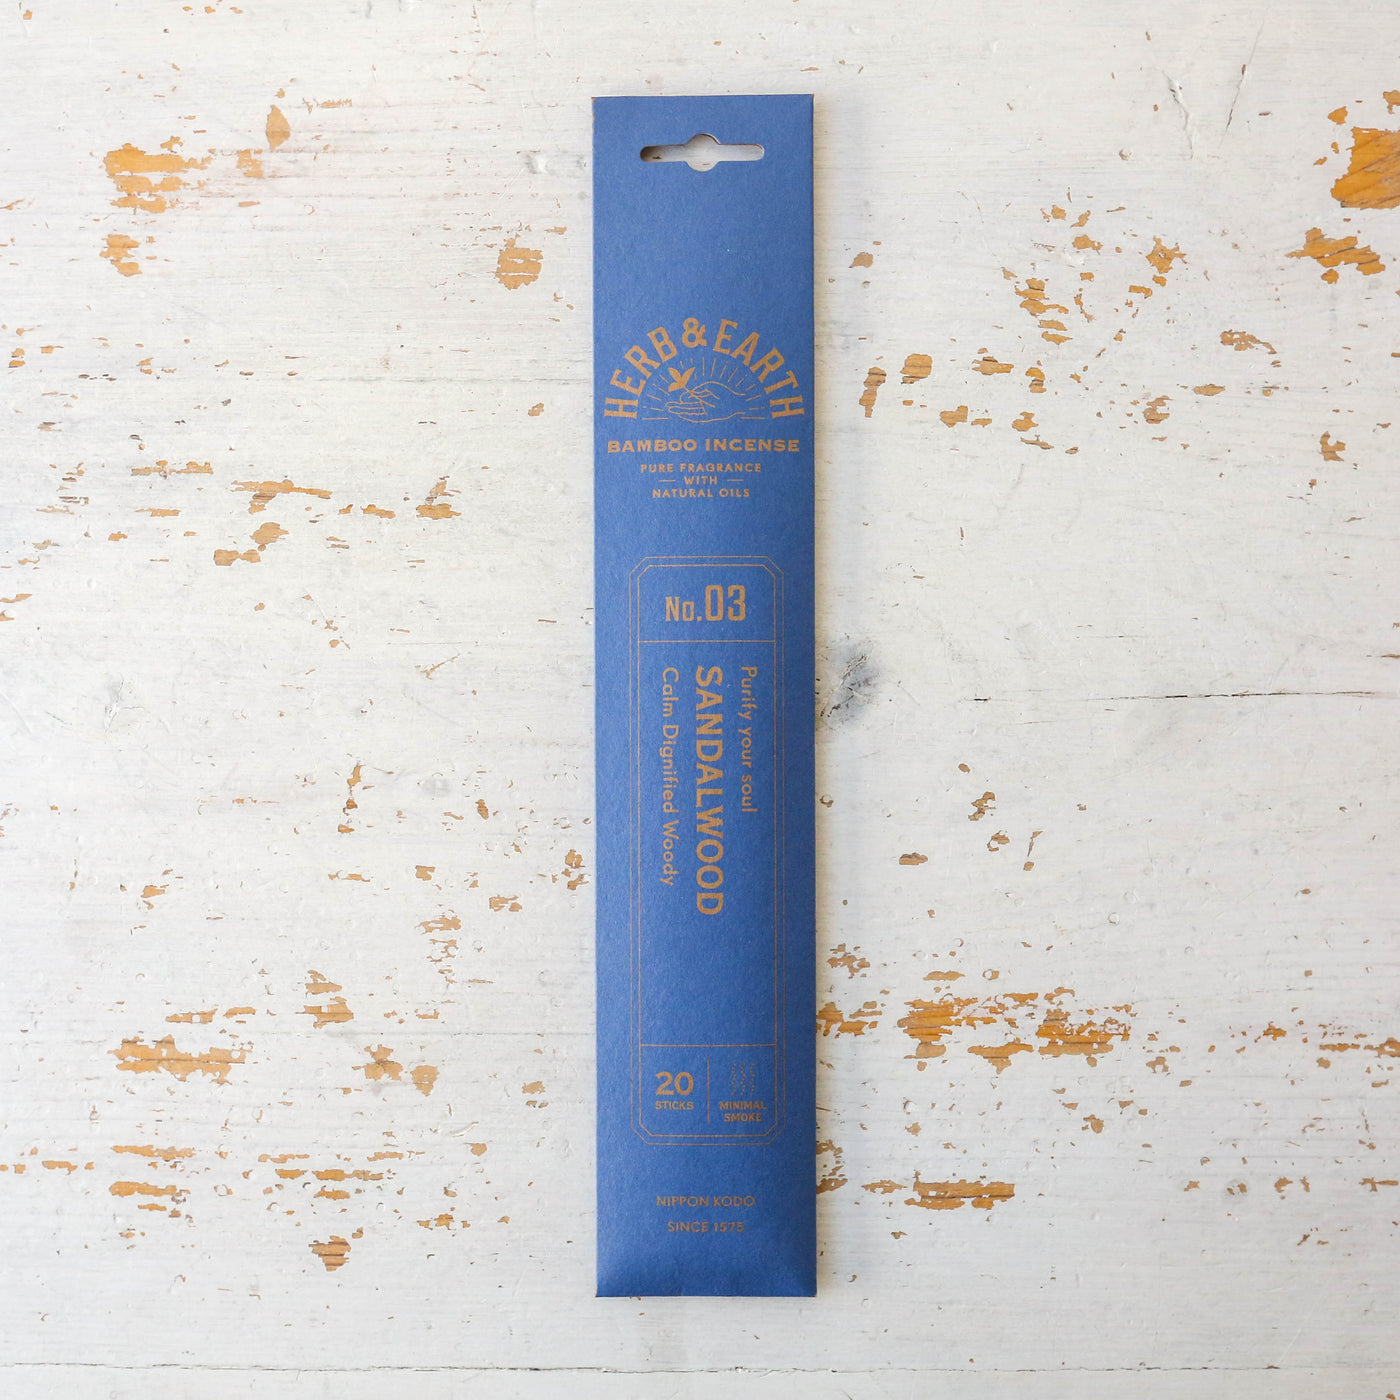 HERB & EARTH
BAMBOO INCENSE
PURE FRAGRANCE
WITH
NATURAL OILS
No.03
Purify your soul
SANDALWOOD
Calm Dignified Woody
20
STICKS
MINIMAL
SMOKE
NIPPON KODO
SINCE 1575